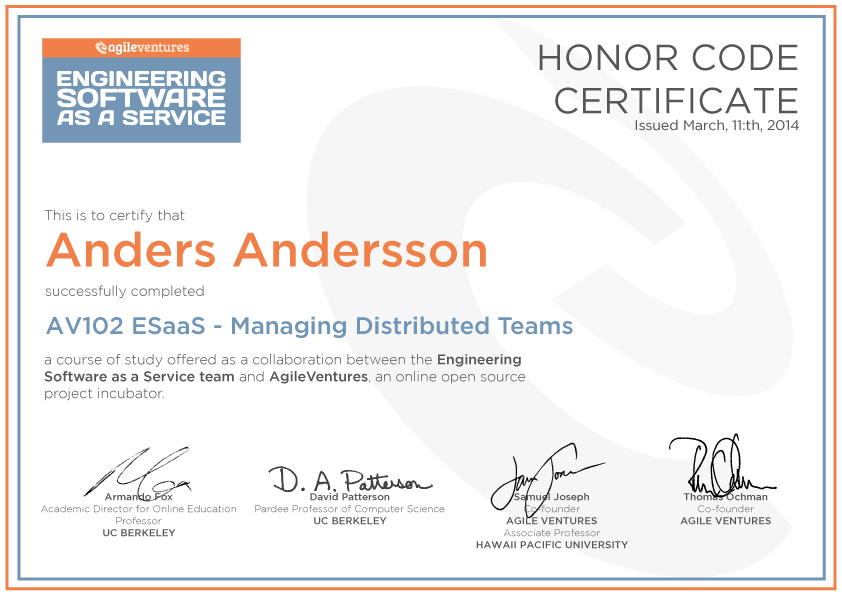 agileventures
ENGINEERING
SOFTWARE
AS A SERVICE
HONOR CODE
CERTIFICATE
Issued March, 11:th, 2014
This is to certify that
Anders Andersson
successfully completed
AV102 ESaaS - Managing Distributed Teams
a course of study offered as a collaboration between the Engineering
Software as a Service team and AgileVentures, an online open source
project incubator.
D. A. Patterson
Armando Fox
Academic Director for Online Education
Professor
UC BERKELEY
David Patterson
Pardee Professor of Computer Science
UC BERKELEY
Samuel Joseph
Co-founder
AGILE VENTURES
Associate Professor
HAWAII PACIFIC UNIVERSITY
Thomas Ochman
Co-founder
AGILE VENTURES